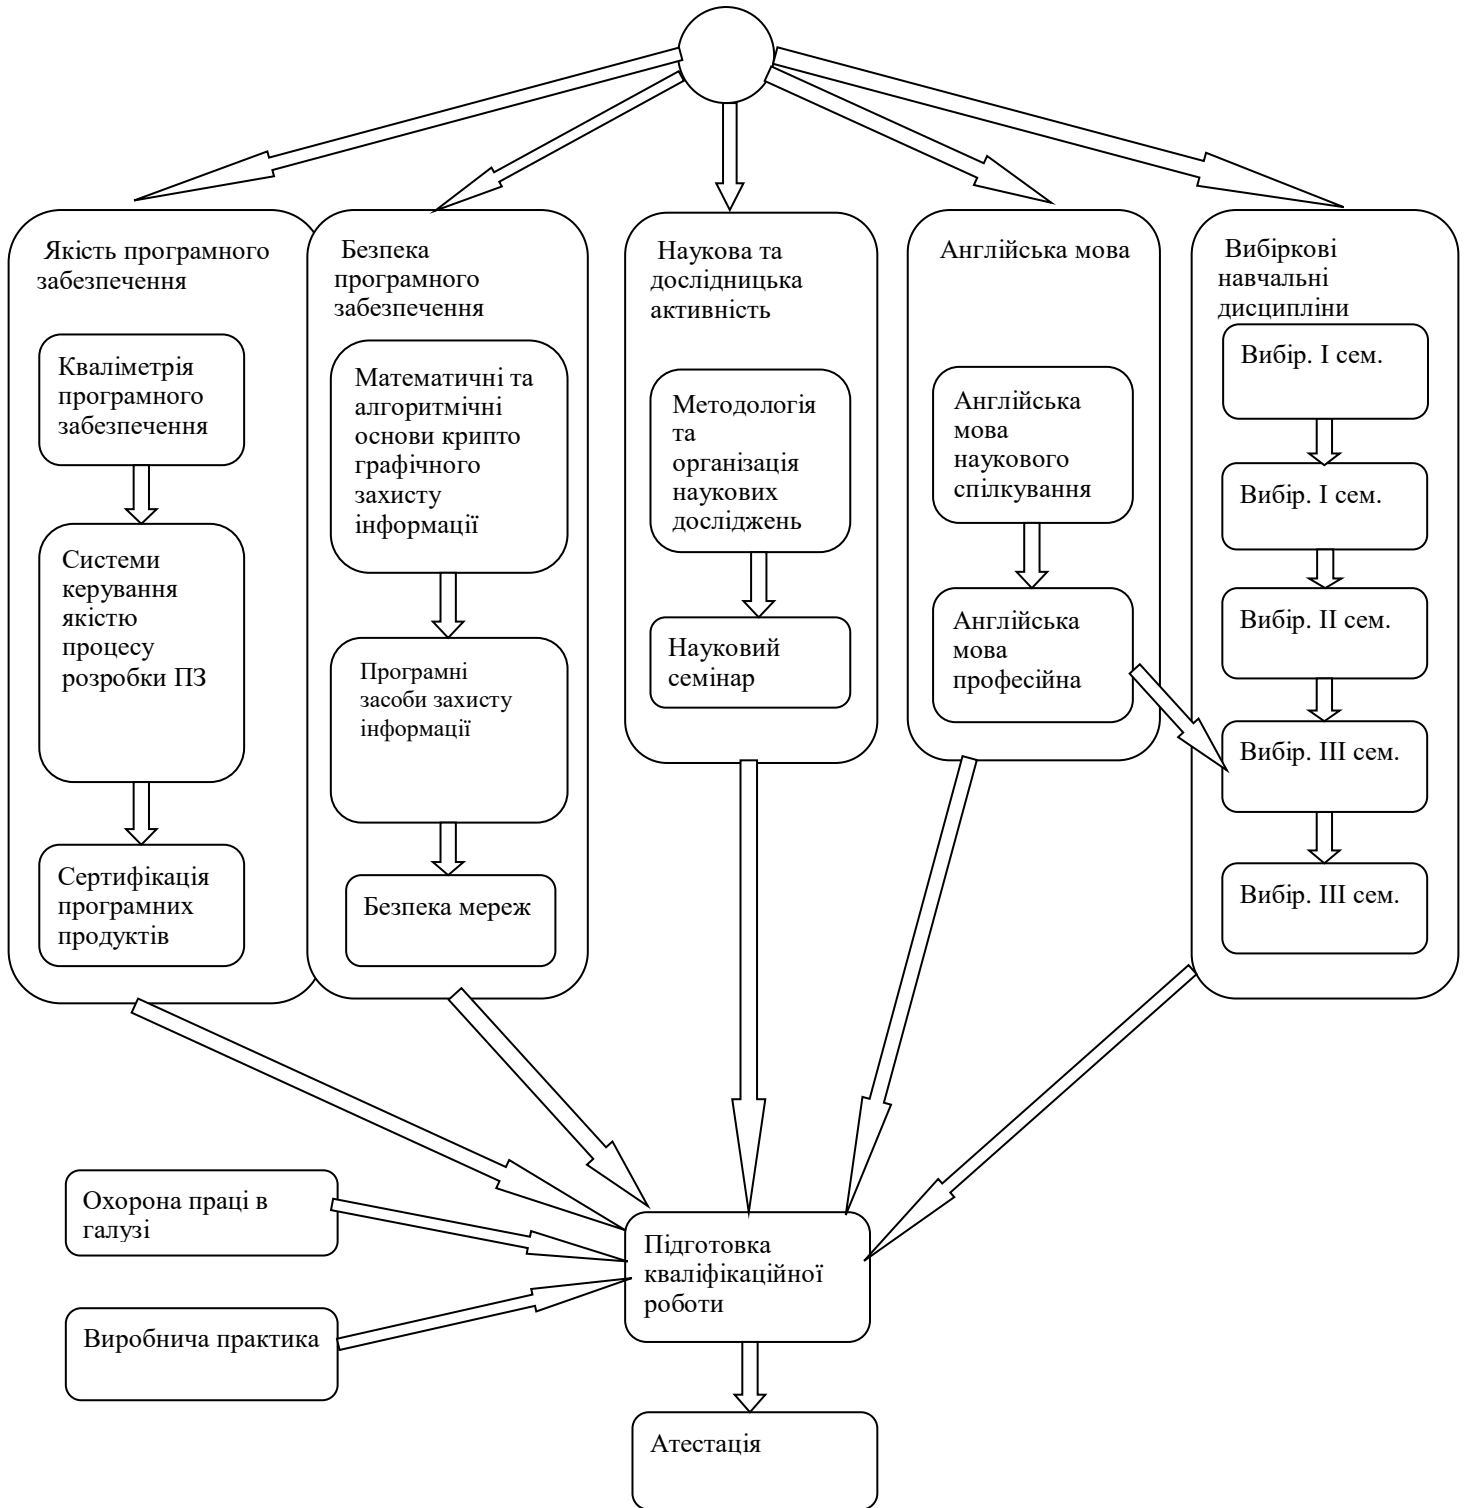 Якість програмного
забезпечення
Кваліметрія
програмного
забезпечення
Системи
керування
якістю
процесу
розробки ПЗ
Сертифікація
програмних
продуктів
Безпека
програмного
забезпечення
Математичні та
алгоритмічні
основи крипто
графічного
захисту
інформації
Програмні
засоби захисту
інформації
Безпека мереж
Наукова та
дослідницька
активність
Методологія
та
організація
наукових
досліджень
Науковий
семінар
Англійська мова
Англійська
мова
наукового
спілкування
Англійська
мова
професійна
Вибіркові
навчальні
дисципліни
Вибір. І сем.
Вибір. І сем.
Вибір. ІІ сем.
Вибір. ІІІ сем.
Вибір. ІІІ сем.
Охорона праці в
галузі
Виробнича практика
Підготовка
кваліфікаційної
роботи
Атестація